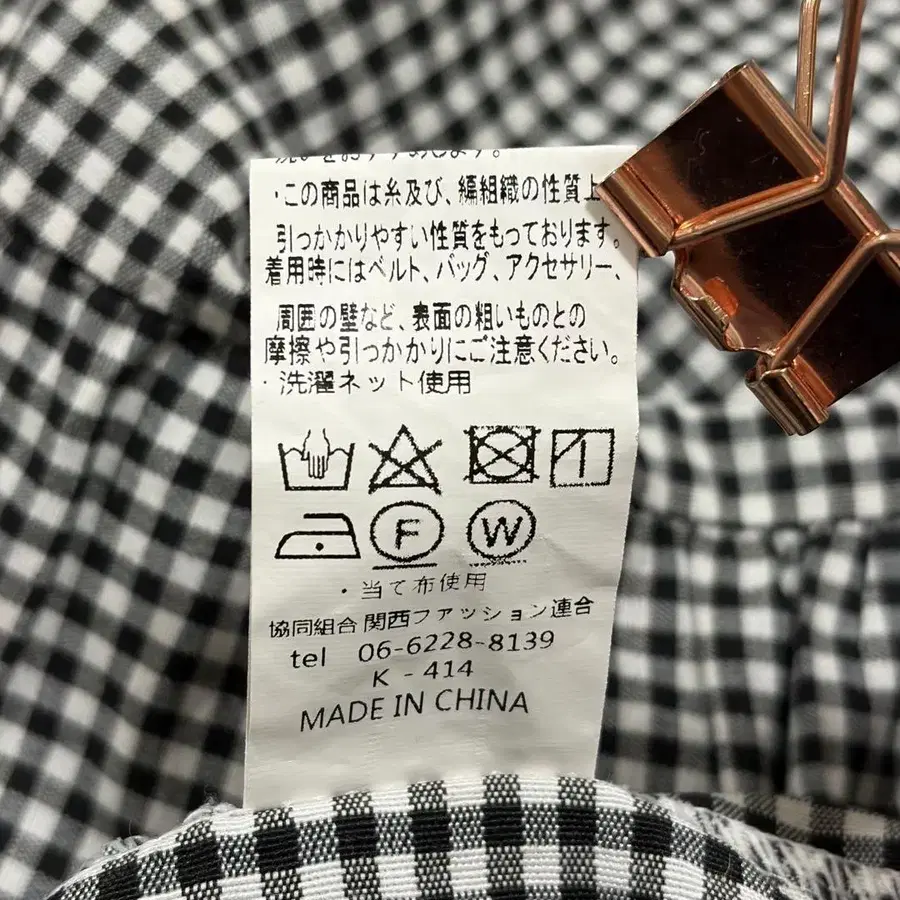 ・この商品は糸及び、編組織の性質上
引っかかりやすい性質をもっております。
着用時にはベルト、バッグ、アクセサリー、
周囲の壁など、表面の粗いものとの
摩擦や引っかかりにご注意ください。
・洗濯ネット使用
F W
・当て布使用
協同組合 関西ファッション連合
tel 06-6228-8139
K - 414
MADE IN CHINA